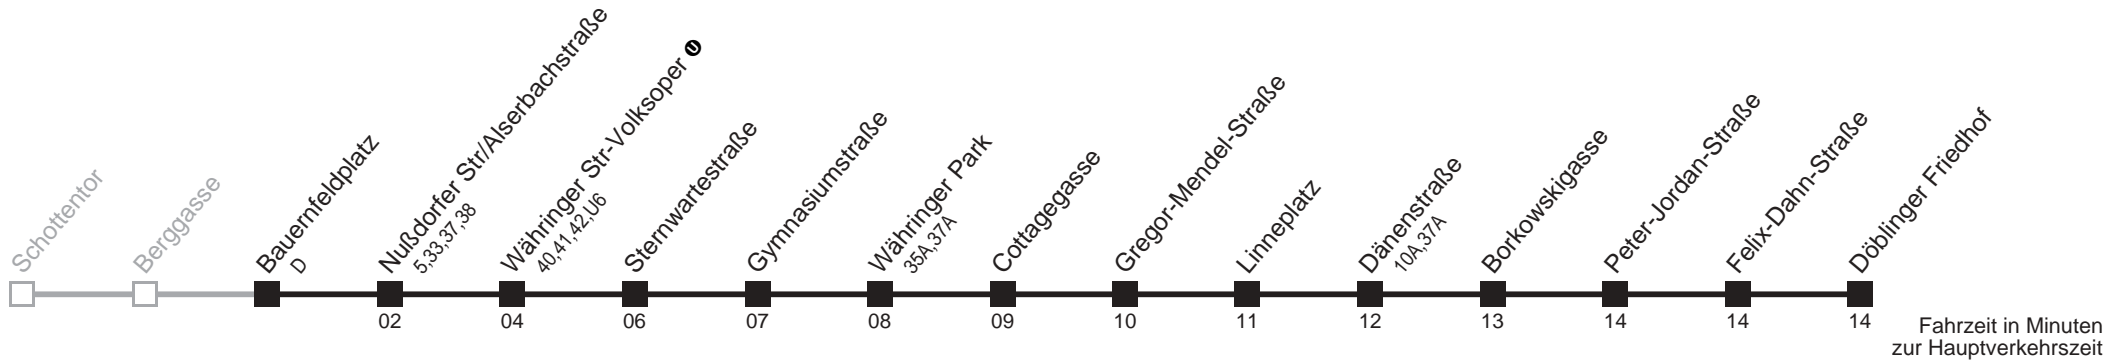 Schottentor
Berggasse
Bauernfeldplatz
D
Nußdorfer Str/Alserbachstraße
5,33,37,38
Währinger Str-Volksoper U
40,41,42,U6
Sternwartestraße
Gymnasiumstraße
Währinger Park
35A,37A
Cottagegasse
Gregor-Mendel-Straße
Linneplatz
Dänenstraße
10A,37A
Borkowskigasse
Peter-Jordan-Straße
Felix-Dahn-Straße
Döblinger Friedhof
02 04 06 07 08 09 10 11 12 13 14 14 14
Fahrzeit in Minuten
zur Hauptverkehrszeit